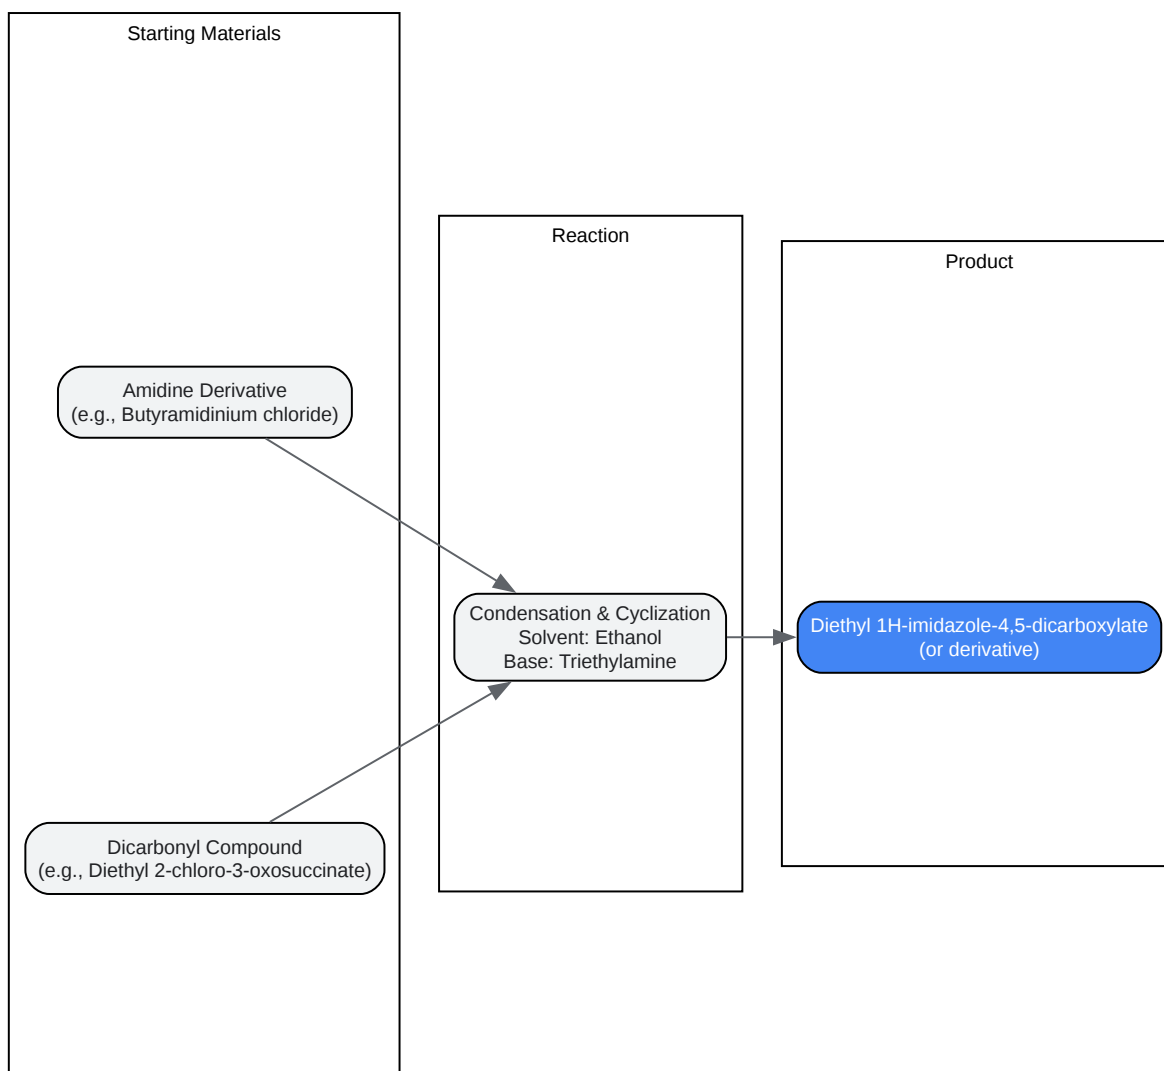 Starting Materials
Amidine Derivative
(e.g., Butyramidinium chloride)
Dicarbonyl Compound
(e.g., Diethyl 2-chloro-3-oxosuccinate)
Reaction
Condensation & Cyclization
Solvent: Ethanol
Base: Triethylamine
Product
Diethyl 1H-imidazole-4,5-dicarboxylate
(or derivative)